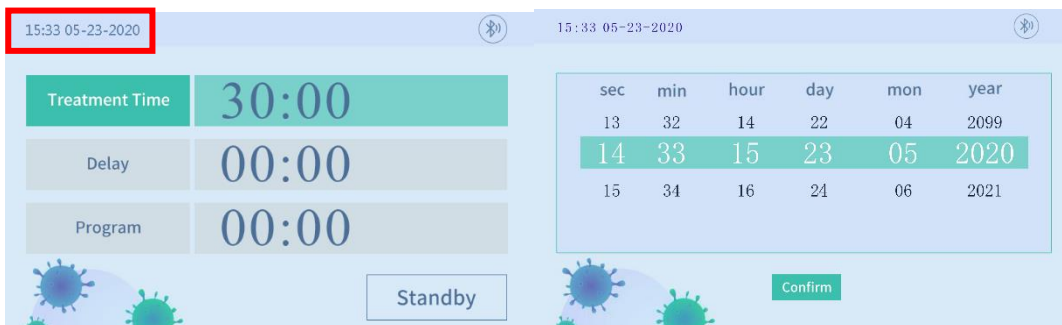 15:33 05-23-2020
Treatment Time 30:00
Delay 00:00
Program 00:00
Standby
15:33 05-23-2020
sec min hour day mon year
13 32 14 22 04 2099
14 33 15 23 05 2020
15 34 16 24 06 2021
Confirm